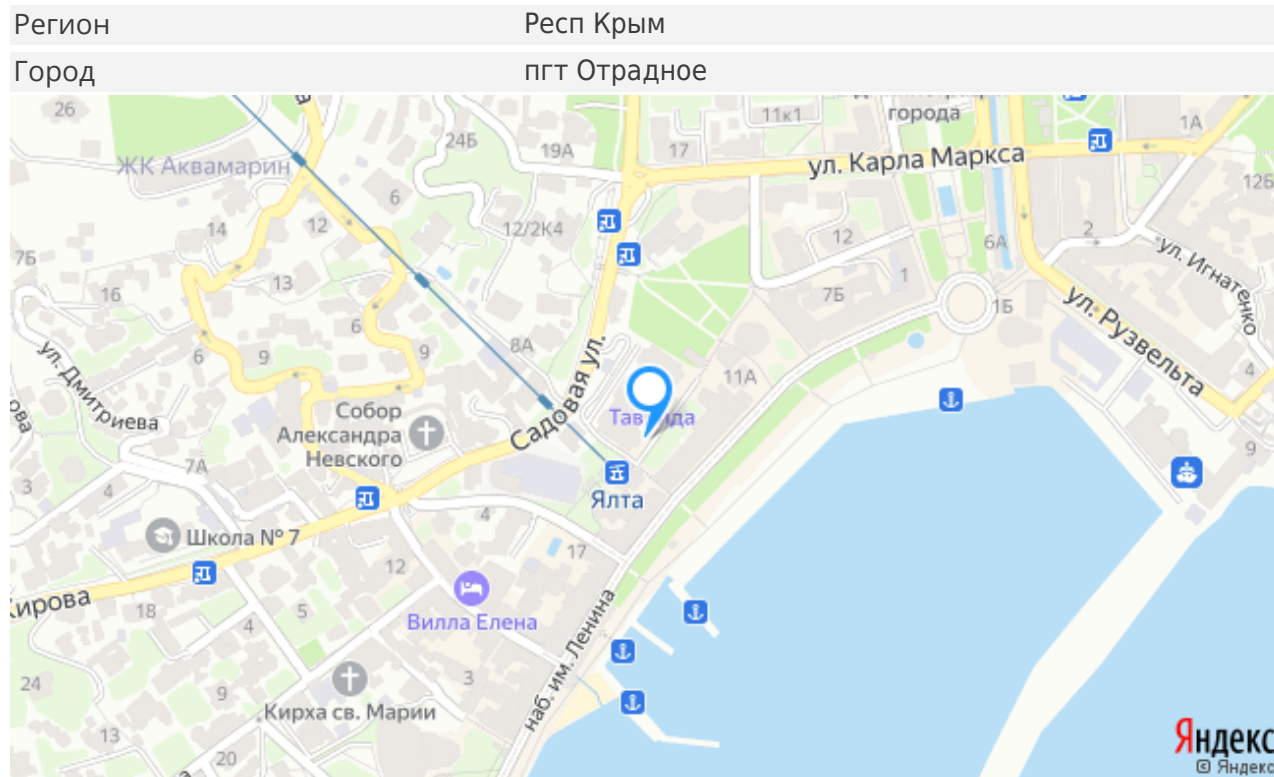 Регион Респ Крым
Город пгт Отрадное
26
11к1
города
1А
24Б
19А
17
ЖК Аквамарин
ул. Карла Маркса
12Б
6
14
12
12/2К4
12
6А
2
7Б
13
1
ул. Игнатенко
16
7Б
1Б
6
ул. Рузвельта
8А
6
9
9
11А
4
ул. Дмитриева
Садовая ул.
Собор
Александра
Невского
7А
9
3
4
Ялта
4
Школа № 7
17
12
кирова
18
5
4
Вилла Елена
наб. им. Ленина
24
9
3
Кирха св. Марии
13
20
Яндекс
© Яндекс